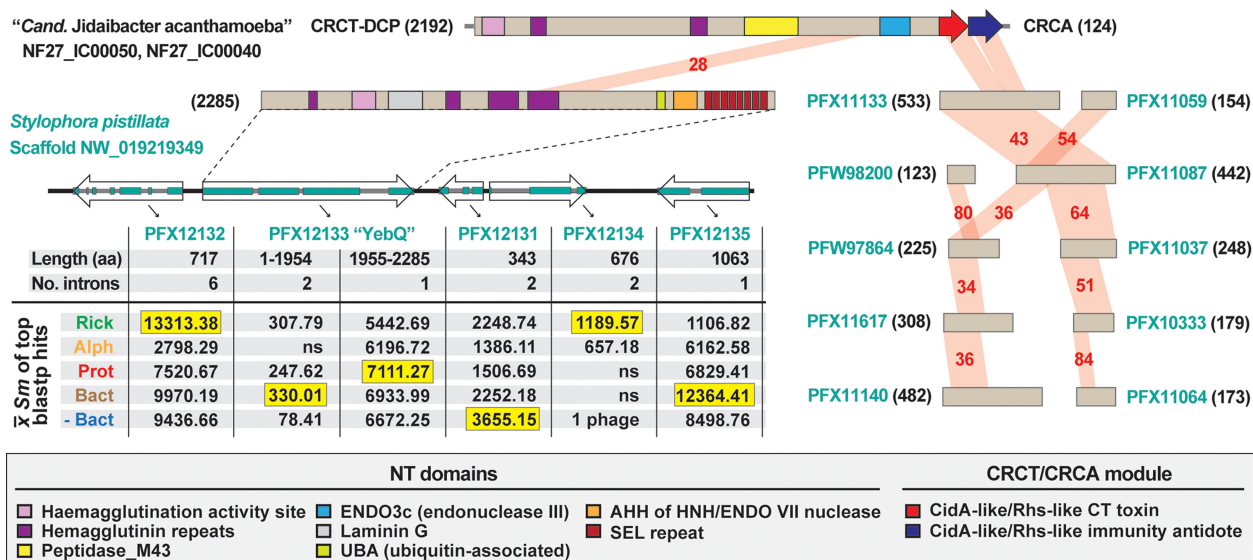 “Cand. Jidaibacter acanthamoeba”
NF27_IC00050, NF27_IC00040
CRCT-DCP (2192)
CRCA (124)
28
(2285)
Stylophora pistillata
Scaffold NW_019219349
PFX11133 (533)
PFX11059 (154)
43
54
PFW98200 (123)
PFX11087 (442)
80
36
64
PFW97864 (225)
PFX11037 (248)
34
51
PFX11617 (308)
PFX10333 (179)
36
84
PFX11140 (482)
PFX11064 (173)
PFX12132 PFX12133 “YebQ” PFX12131 PFX12134 PFX12135
Length (aa) 717 1-1954 1955-2285 343 676 1063
No. introns 6 2 1 2 2 1
x̄ Sm of top
blastp hits
Rick 13313.38 307.79 5442.69 2248.74 1189.57 1106.82
Alph 2798.29 ns 6196.72 1386.11 657.18 6162.58
Prot 7520.67 247.62 7111.27 1506.69 ns 6829.41
Bact 9970.19 330.01 6933.99 2252.18 ns 12364.41
- Bact 9436.66 78.41 6672.25 3655.15 1 phage 8498.76
NT domains
Haemagglutination activity site
Hemagglutinin repeats
Peptidase_M43
ENDO3c (endonuclease III)
Laminin G
UBA (ubiquitin-associated)
AHH of HNH/ENDO VII nuclease
SEL repeat
CRCT/CRCA module
CidA-like/Rhs-like CT toxin
CidA-like/Rhs-like immunity antidote